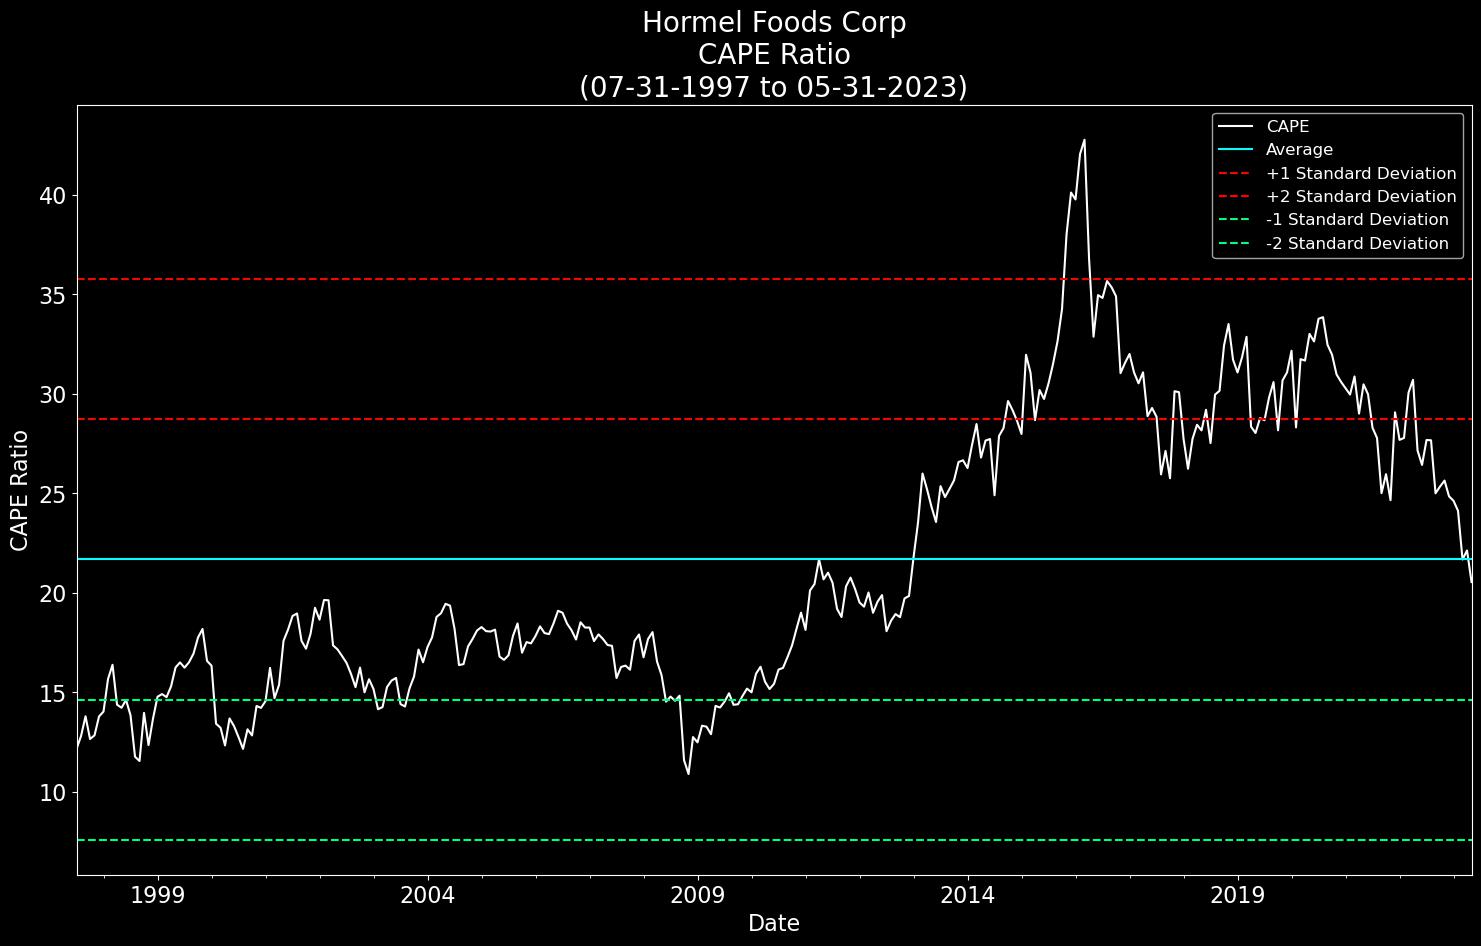 Hormel Foods Corp
CAPE Ratio
(07-31-1997 to 05-31-2023)
CAPE
Average
+1 Standard Deviation
+2 Standard Deviation
-1 Standard Deviation
-2 Standard Deviation
CAPE Ratio
40
35
30
25
20
15
10
1999
2004
2009
2014
2019
Date